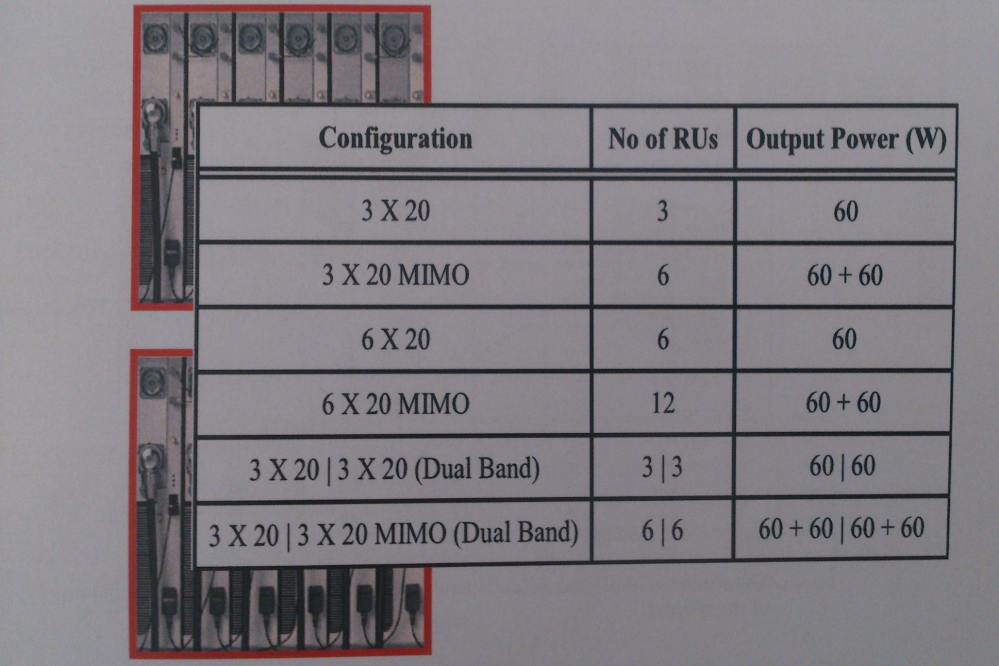 Configuration No of RUs Output Power (W)
3 X 20 3 60
3 X 20 MIMO 6 60 + 60
6 X 20 6 60
6 X 20 MIMO 12 60 + 60
3 X 20 | 3 X 20 (Dual Band) 3 | 3 60 | 60
3 X 20 | 3 X 20 MIMO (Dual Band) 6 | 6 60 + 60 | 60 + 60